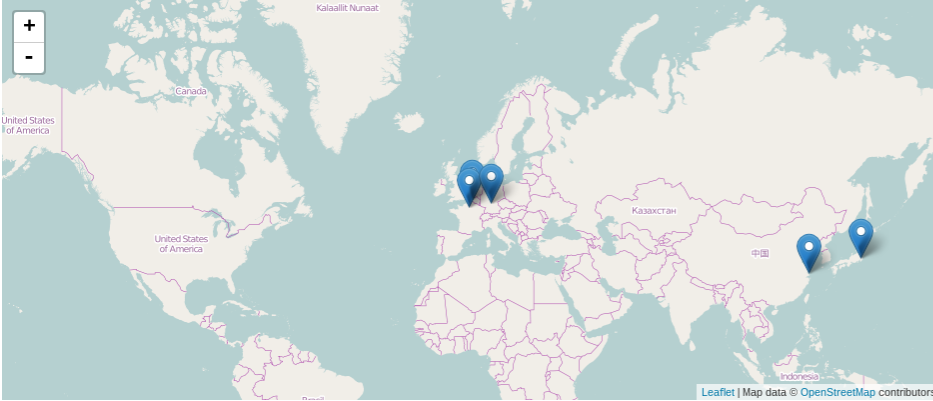 +
-
Kalaallit Nunaat
Canada
United States
of America
United States
of America
Казахстан
中国
Indonesia
Leaflet | Map data © OpenStreetMap contributors